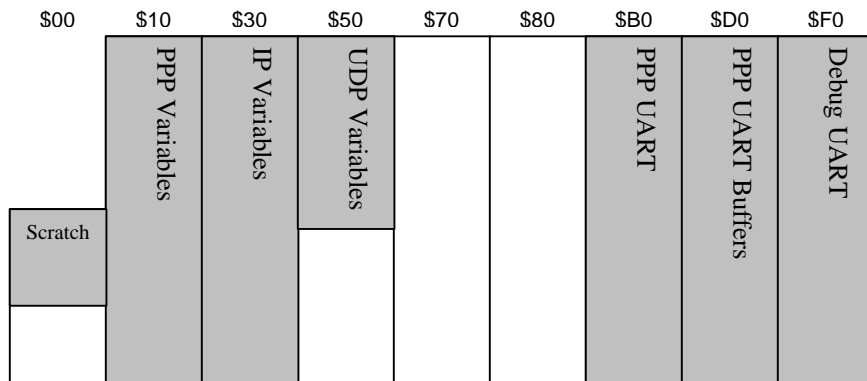 $00 $10 $30 $50 $70 $80 $B0 $D0 $F0
PPP Variables
IP Variables
UDP Variables
PPP UART
PPP UART Buffers
Debug UART
Scratch